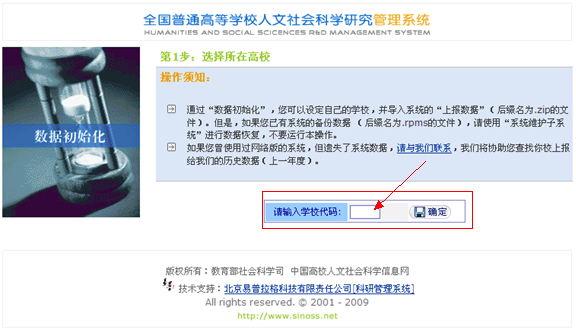 全国普通高等学校人文社会科学研究管理系统
HUMANITIES AND SOCIAL SCIECENCES R&D MANAGEMENT SYSTEM
数据初始化
第1步：选择所在高校
操作须知：
通过“数据初始化”，您可以设定自己的学校，并导入系统的“上报数据”（后缀名为.zip的文
件）。但是，如果您已有系统的备份数据 （后缀名为.rpms的文件），请使用“系统维护子系
统”进行数据恢复，不要运行本操作。
如果您曾使用过网络版的系统，但遗失了系统数据，请与我们联系，我们将协助您查找你校上报
给我们的历史数据（上一年度）。
请输入学校代码：
确定
版权所有：教育部社会科学司 中国高校人文社会科学信息网
技术支持：北京易普拉格科技有限责任公司[科研管理系统]
All rights reserved. © 2001 - 2009
http://www.sinoss.net